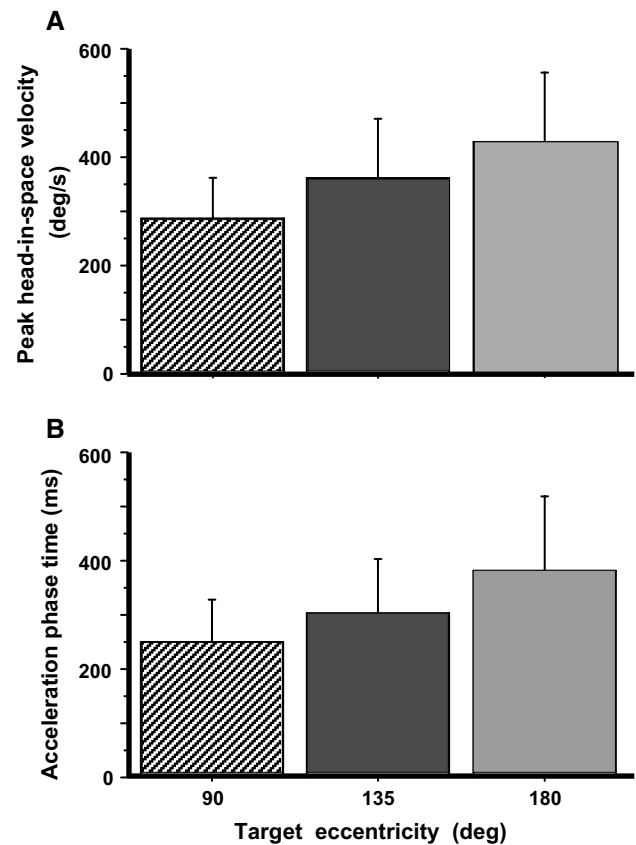 A
Peak head-in-space velocity
(deg/s)
600
400
200
0
B
Acceleration phase time (ms)
600
400
200
0
90 135 180
Target eccentricity (deg)